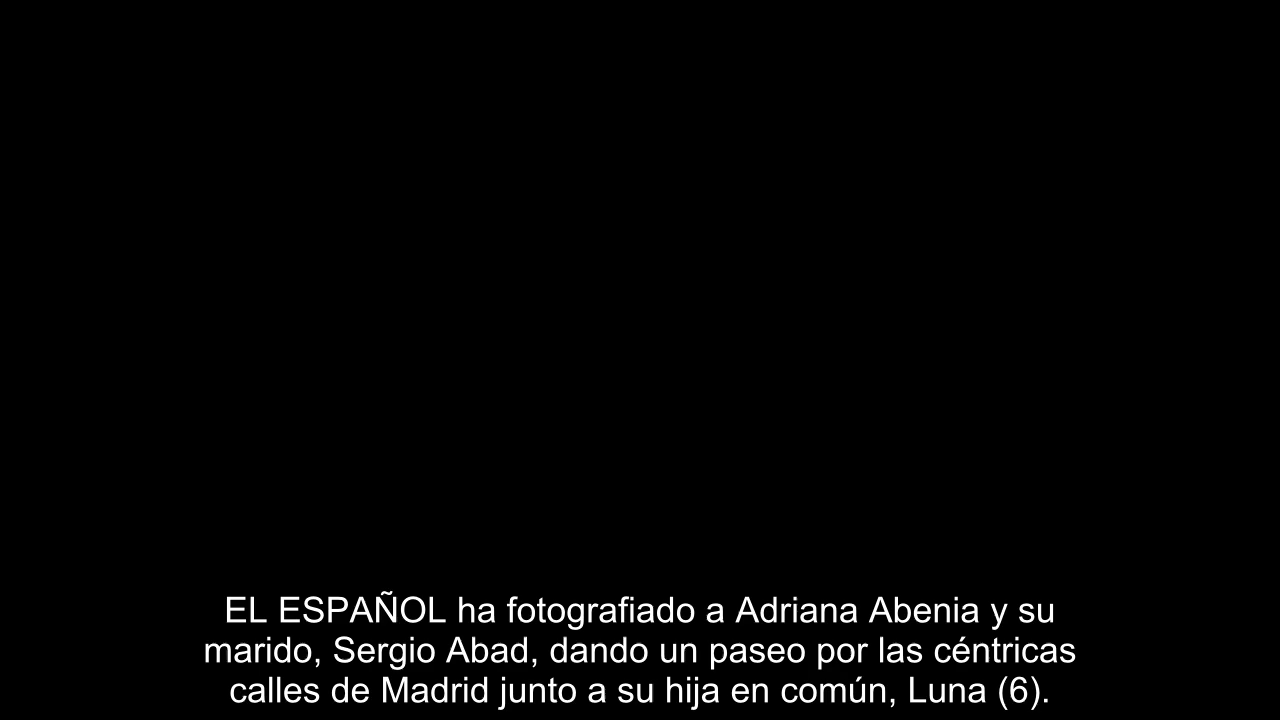 EL ESPAÑOL ha fotografiado a Adriana Abenia y su
marido, Sergio Abad, dando un paseo por las céntricas
calles de Madrid junto a su hija en común, Luna (6).